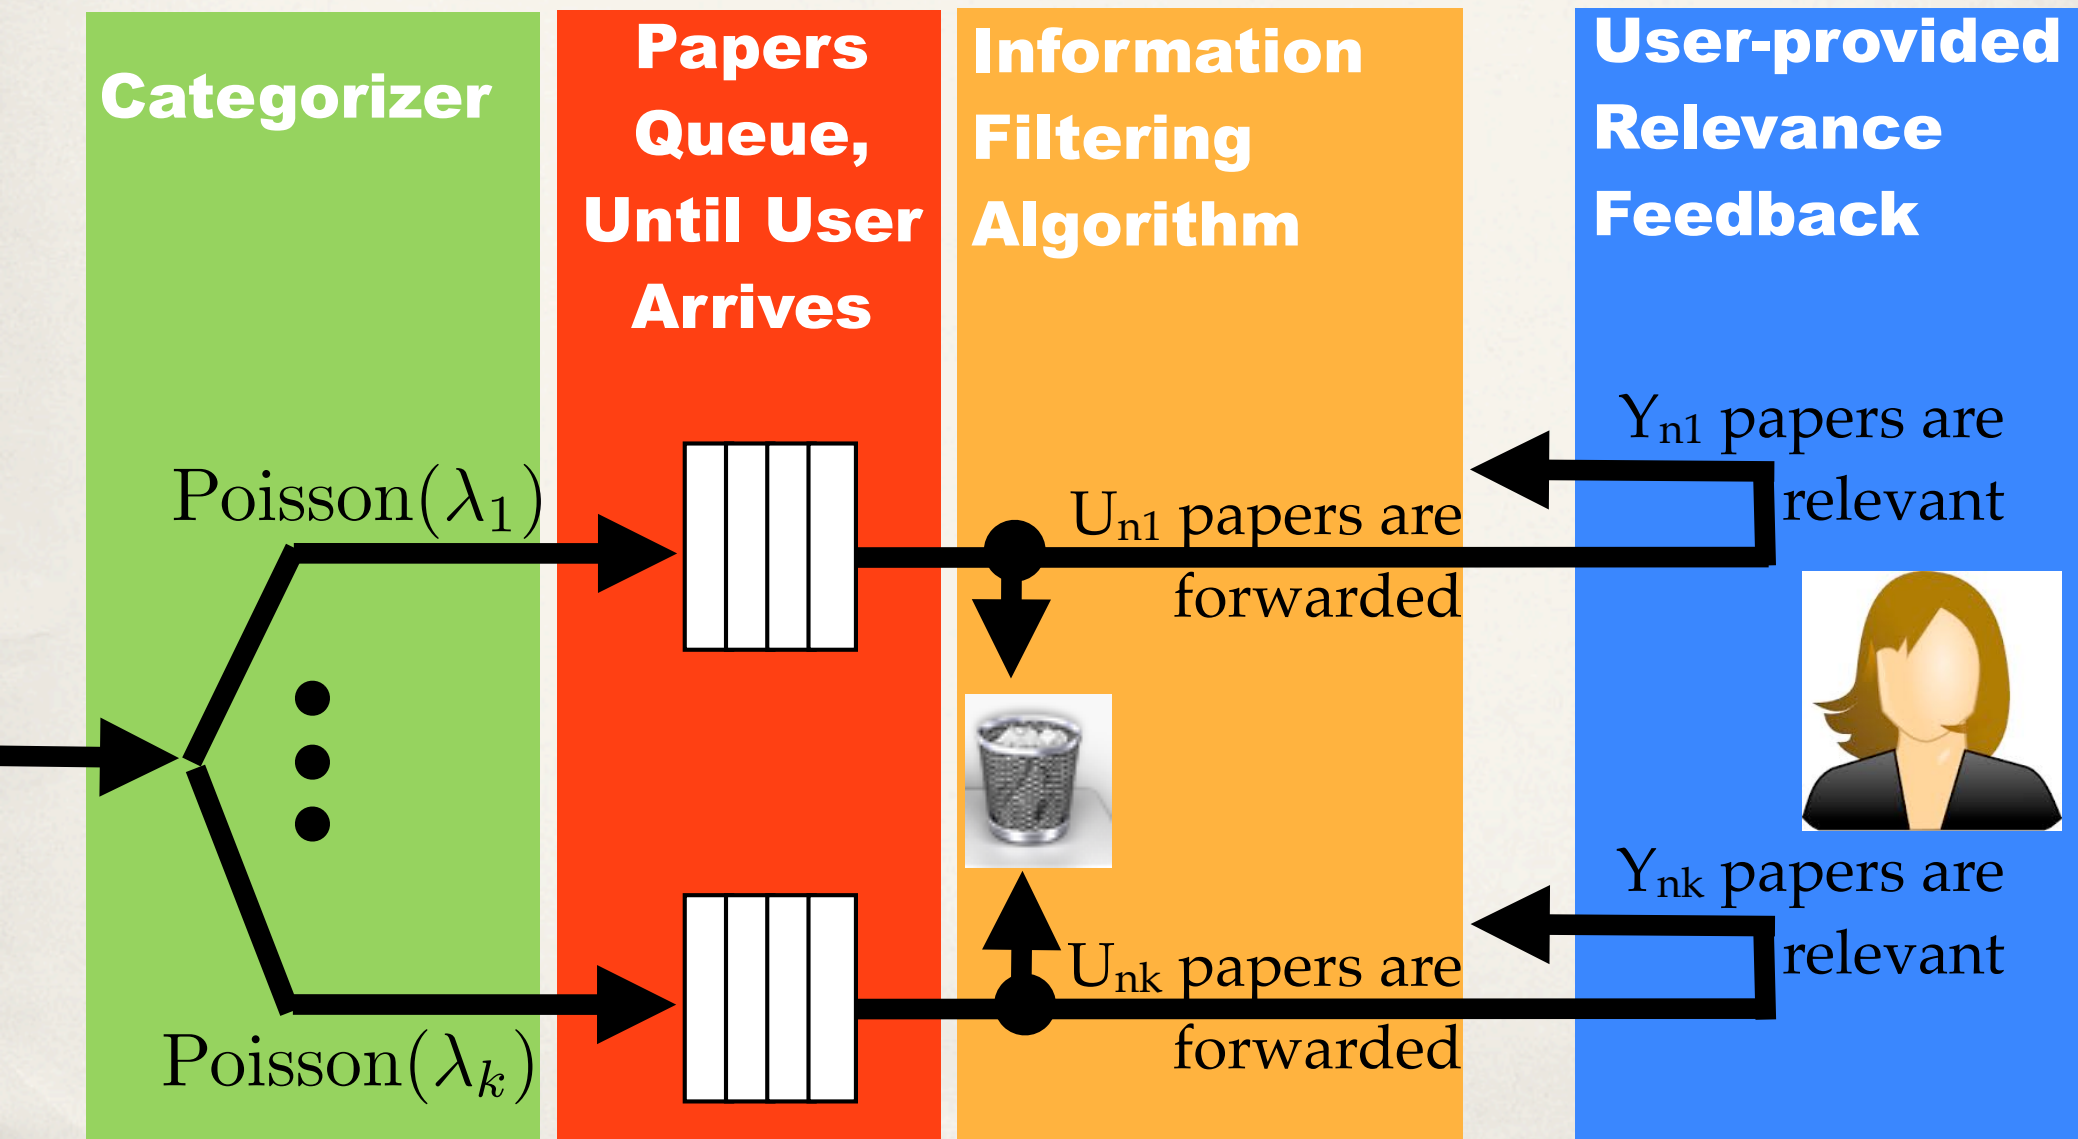 Categorizer
Papers
Queue,
Until User
Arrives
Information
Filtering
Algorithm
User-provided
Relevance
Feedback
Poisson(λ₁)
Poisson(λₖ)
Uₙ₁ papers are
forwarded
Uₙₖ papers are
forwarded
Yₙ₁ papers are
relevant
Yₙₖ papers are
relevant